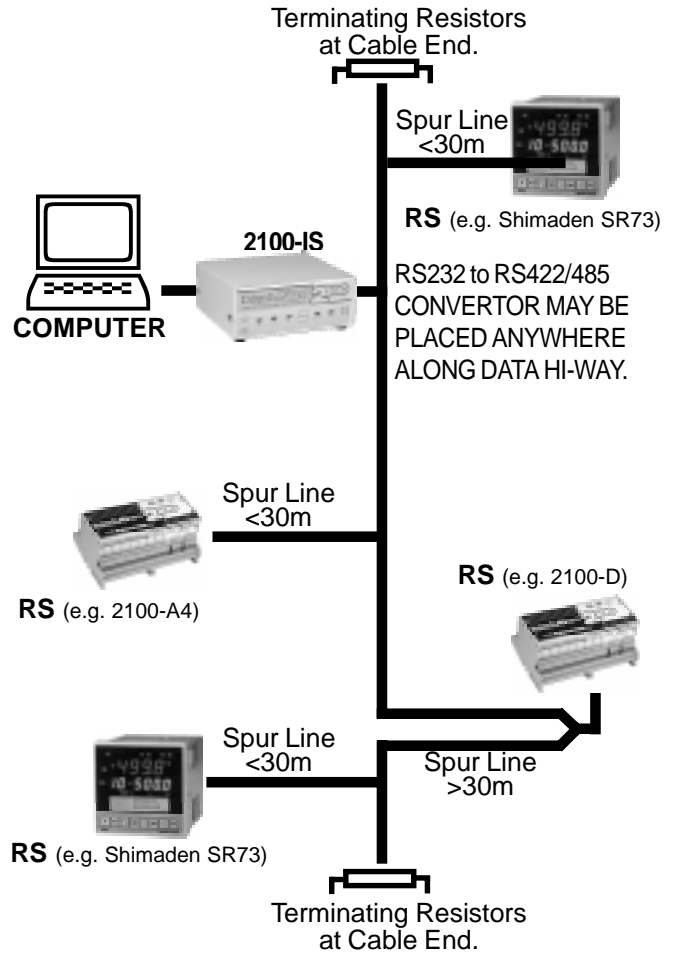 Terminating Resistors
at Cable End.
Spur Line
<30m
RS (e.g. Shimaden SR73)
2100-IS
COMPUTER
RS232 to RS422/485
CONVERTOR MAY BE
PLACED ANYWHERE
ALONG DATA HI-WAY.
Spur Line
<30m
RS (e.g. 2100-A4)
RS (e.g. 2100-D)
Spur Line
<30m
Spur Line
>30m
RS (e.g. Shimaden SR73)
Terminating Resistors
at Cable End.